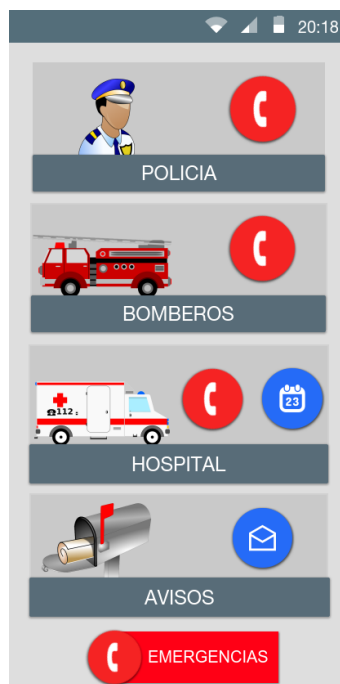 20:18
POLICIA
BOMBEROS
☎112
23
HOSPITAL
AVISOS
EMERGENCIAS